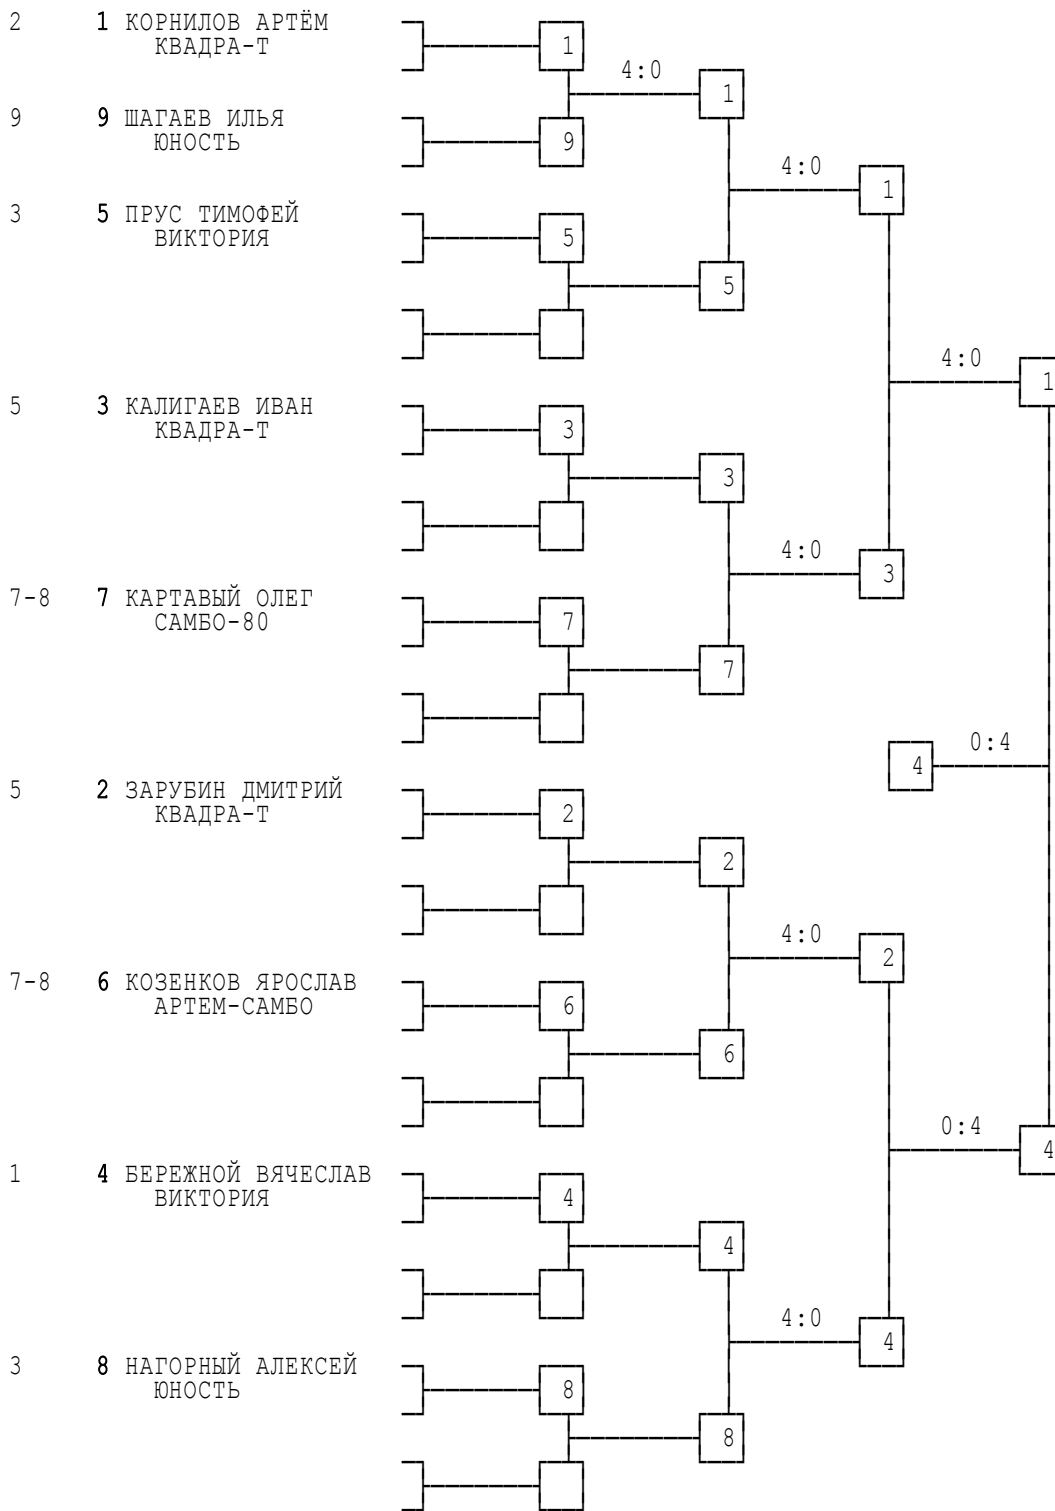 2 1 КОРНИЛОВ АРТЁМ
КВАДРА-Т
1
4:0
1
9 9 ШАГАЕВ ИЛЬЯ
ЮНОСТЬ
9
4:0
1
3 5 ПРУС ТИМОФЕЙ
ВИКТОРИЯ
5
5
4:0
1
5 3 КАЛИГАЕВ ИВАН
КВАДРА-Т
3
3
4:0
3
7-8 7 КАРТАВЫЙ ОЛЕГ
САМБО-80
7
7
0:4
4
5 2 ЗАРУБИН ДМИТРИЙ
КВАДРА-Т
2
2
4:0
2
7-8 6 КОЗЕНКОВ ЯРОСЛАВ
АРТЕМ-САМБО
6
6
0:4
4
1 4 БЕРЕЖНОЙ ВЯЧЕСЛАВ
ВИКТОРИЯ
4
4
4:0
4
3 8 НАГОРНЫЙ АЛЕКСЕЙ
ЮНОСТЬ
8
8